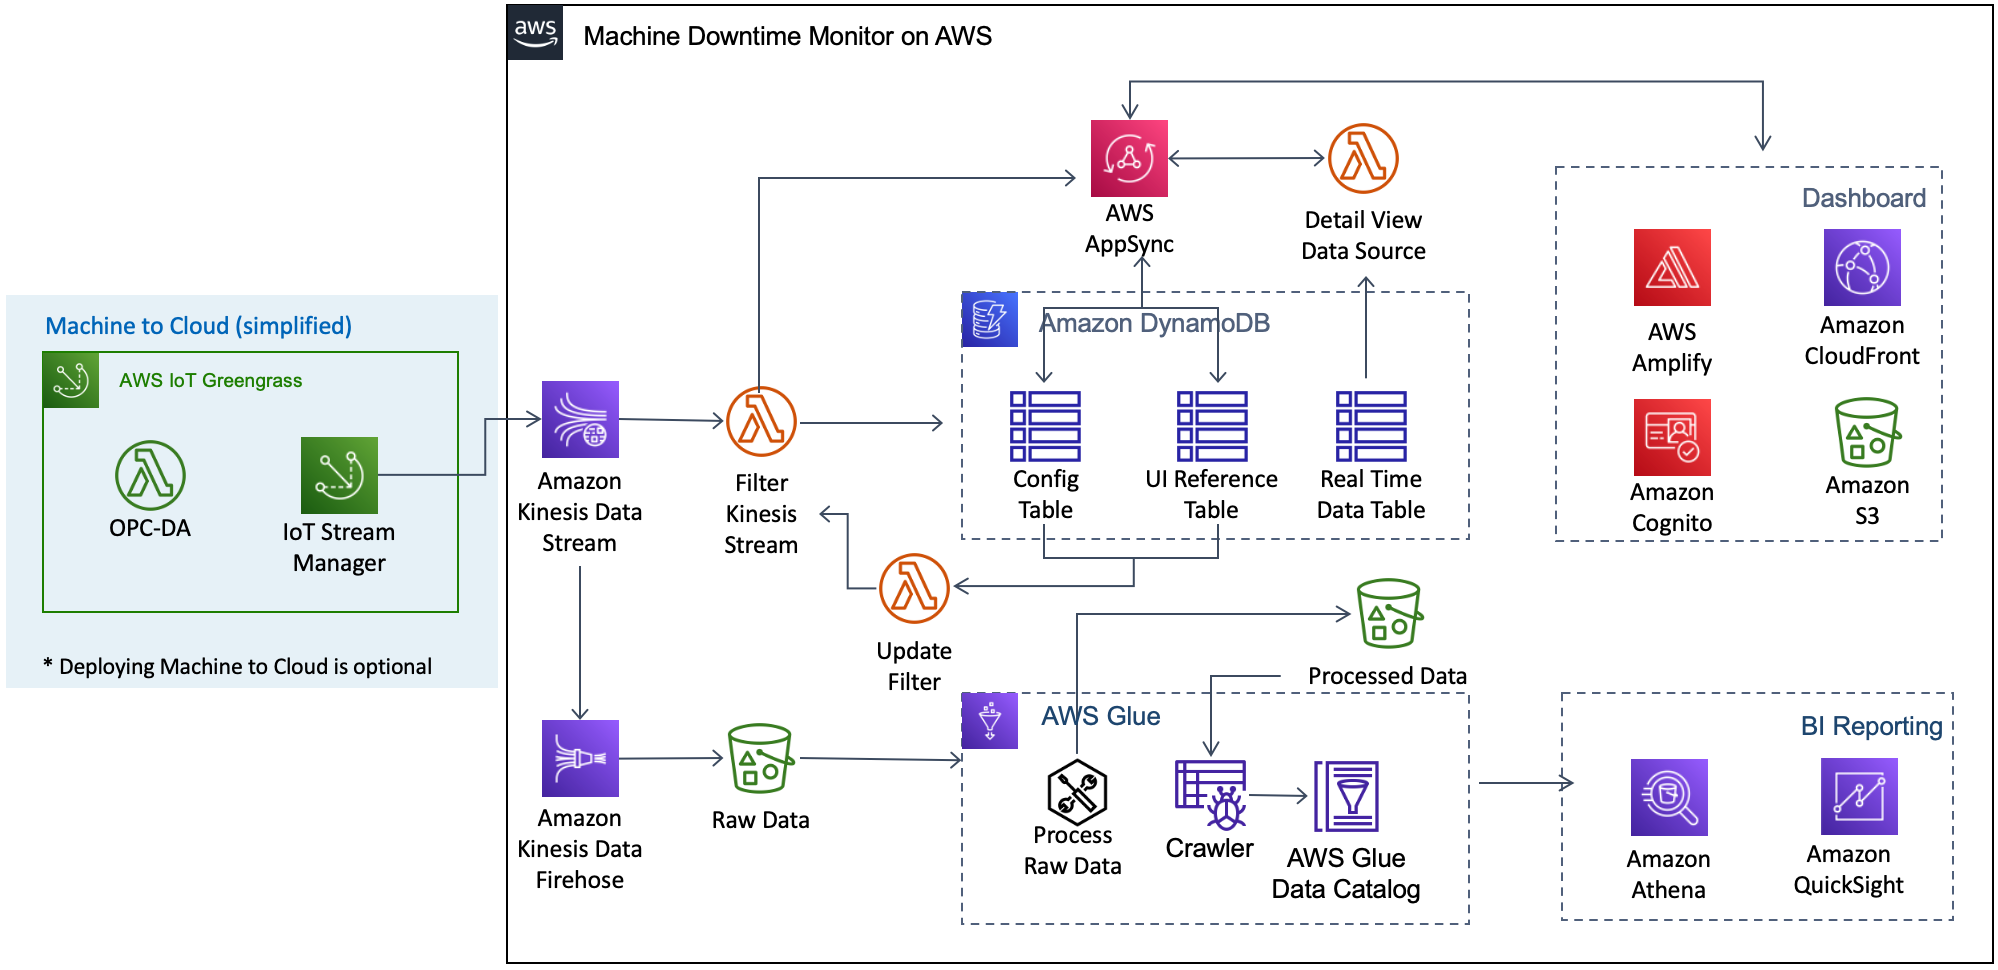 aws
Machine Downtime Monitor on AWS
AWS
AppSync
Detail View
Data Source
Dashboard
AWS
Amplify
Amazon
CloudFront
Amazon
Cognito
Amazon
S3
Machine to Cloud (simplified)
AWS IoT Greengrass
OPC-DA
IoT Stream
Manager
* Deploying Machine to Cloud is optional
Amazon
Kinesis Data
Stream
Filter
Kinesis
Stream
Amazon DynamoDB
Config
Table
UI Reference
Table
Real Time
Data Table
Update
Filter
Processed Data
Amazon
Kinesis Data
Firehose
Raw Data
AWS Glue
Process
Raw Data
Crawler
AWS Glue
Data Catalog
BI Reporting
Amazon
Athena
Amazon
QuickSight